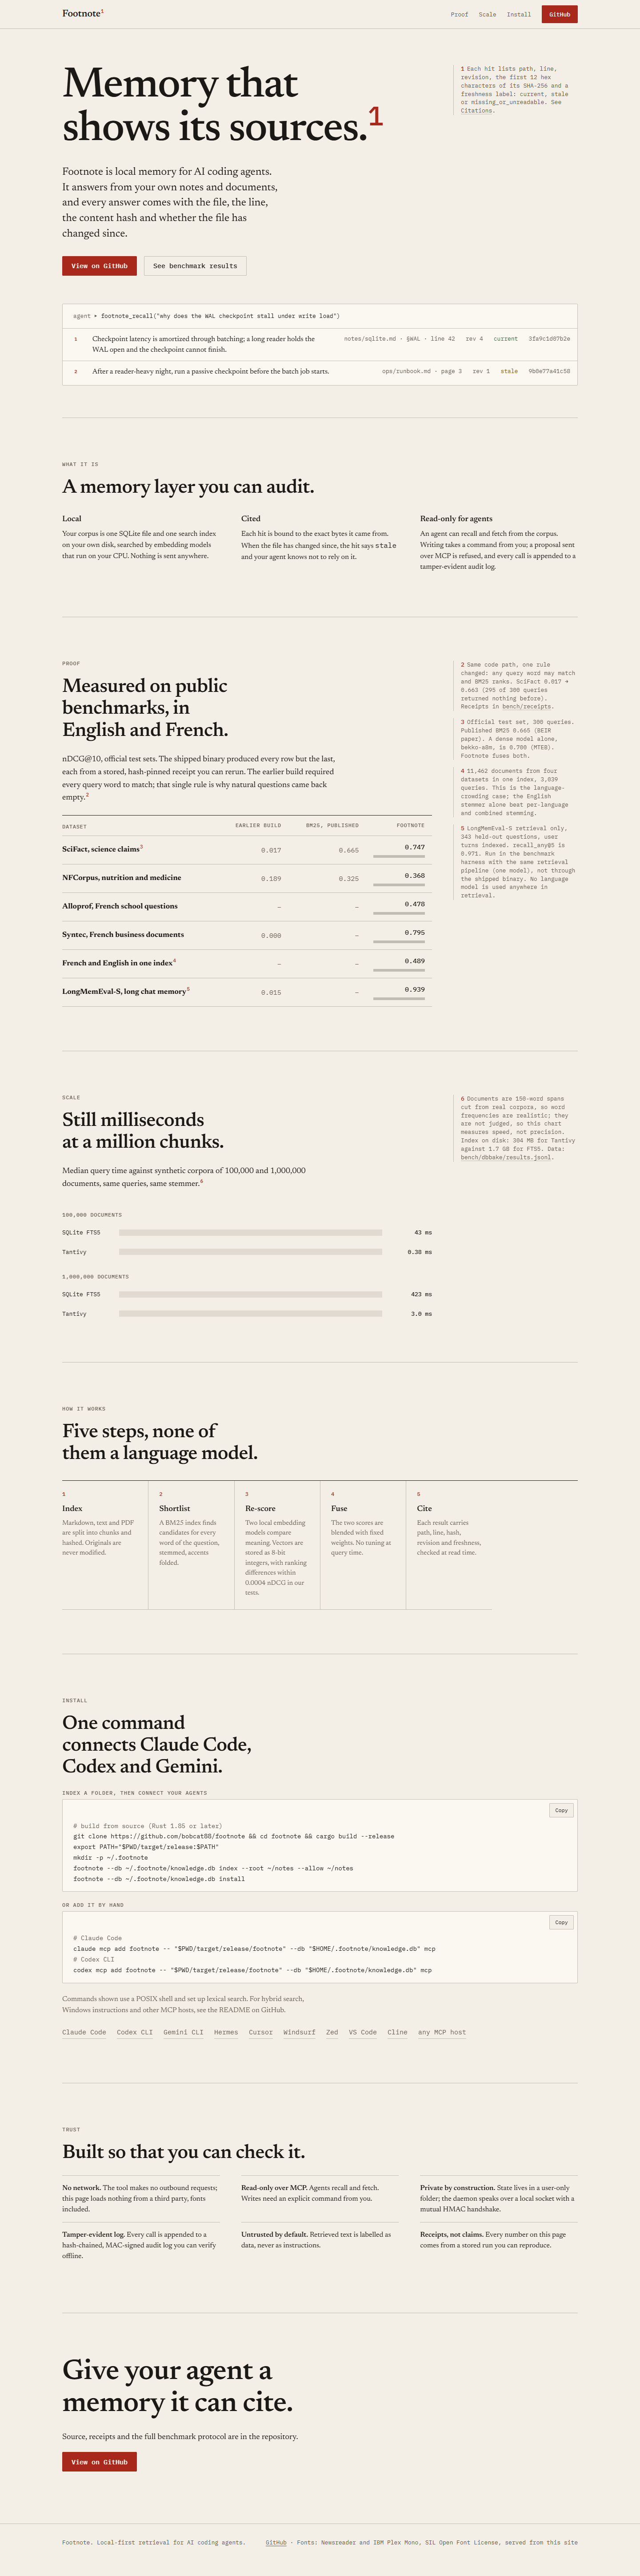 Footnote¹
Proof Scale Install GitHub
Memory that
shows its sources.¹
1 Each hit lists path, line,
revision, the first 12 hex
characters of its SHA-256 and a
freshness label: current, stale
or missing_or_unreadable. See
Citations.
Footnote is local memory for AI coding agents.
It answers from your own notes and documents,
and every answer comes with the file, the line,
the content hash and whether the file has
changed since.
View on GitHub See benchmark results
agent ▸ footnote_recall("why does the WAL checkpoint stall under write load")
1 Checkpoint latency is amortized through batching; a long reader holds the notes/sqlite.md · §WAL · line 42 rev 4 current 3fa9c1d07b2e
WAL open and the checkpoint cannot finish.
2 After a reader-heavy night, run a passive checkpoint before the batch job starts. ops/runbook.md · page 3 rev 1 stale 9b0e77a41c58
WHAT IT IS
A memory layer you can audit.
Local
Your corpus is one SQLite file and one search index
on your own disk, searched by embedding models
that run on your CPU. Nothing is sent anywhere.
Cited
Each hit is bound to the exact bytes it came from.
When the file has changed since, the hit says stale
and your agent knows not to rely on it.
Read-only for agents
An agent can recall and fetch from the corpus.
Writing takes a command from you; a proposal sent
over MCP is refused, and every call is appended to a
tamper-evident audit log.
PROOF
Measured on public
benchmarks, in
English and French.
nDCG@10, official test sets. The shipped binary produced every row but the last,
each from a stored, hash-pinned receipt you can rerun. The earlier build required
every query word to match; that single rule is why natural questions came back
empty.²
DATASET EARLIER BUILD BM25, PUBLISHED FOOTNOTE
SciFact, science claims³ 0.017 0.665 0.747
NFCorpus, nutrition and medicine 0.189 0.325 0.368
Alloprof, French school questions — — 0.478
Syntec, French business documents 0.000 — 0.795
French and English in one index⁴ — — 0.489
LongMemEval-S, long chat memory⁵ 0.015 — 0.939
2 Same code path, one rule
changed: any query word may match
and BM25 ranks. SciFact 0.017 →
0.663 (295 of 300 queries
returned nothing before).
Receipts in bench/receipts.
3 Official test set, 300 queries.
Published BM25 0.665 (BEIR
paper). A dense model alone,
bekko-a8m, is 0.700 (MTEB).
Footnote fuses both.
4 11,462 documents from four
datasets in one index, 3,039
queries. This is the language-
crowding case; the English
stemmer alone beat per-language
and combined stemming.
5 LongMemEval-S retrieval only,
343 held-out questions, user
turns indexed, recall_any@5 is
0.971. Run in the benchmark
harness with the same retrieval
pipeline (one model), not through
the shipped binary. No language
model is used anywhere in
retrieval.
SCALE
Still milliseconds
at a million chunks.
Median query time against synthetic corpora of 100,000 and 1,000,000
documents, same queries, same stemmer.⁶
6 Documents are 150-word spans
cut from real corpora, so word
frequencies are realistic; they
are not judged, so this chart
measures speed, not precision.
Index on disk: 304 MB for Tantivy
against 1.7 GB for FTS5. Data:
bench/dbbake/results.jsonl.
100,000 DOCUMENTS
SQLite FTS5 43 ms
Tantivy 0.38 ms
1,000,000 DOCUMENTS
SQLite FTS5 423 ms
Tantivy 3.0 ms
HOW IT WORKS
Five steps, none of
them a language model.
1
Index
Markdown, text and PDF
are split into chunks and
hashed. Originals are
never modified.
2
Shortlist
A BM25 index finds
candidates for every
word of the question,
stemmed, accents
folded.
3
Re-score
Two local embedding
models compare
meaning. Vectors are
stored as 8-bit
integers, with ranking
differences within
0.0004 nDCG in our
tests.
4
Fuse
The two scores are
blended with fixed
weights. No tuning at
query time.
5
Cite
Each result carries
path, line, hash,
revision and freshness,
checked at read time.
INSTALL
One command
connects Claude Code,
Codex and Gemini.
INDEX A FOLDER, THEN CONNECT YOUR AGENTS
Copy
# build from source (Rust 1.85 or later)
git clone https://github.com/bobcat88/footnote && cd footnote && cargo build --release
export PATH="$PWD/target/release:$PATH"
mkdir -p ~/.footnote
footnote --db ~/.footnote/knowledge.db index --root ~/notes --allow ~/notes
footnote --db ~/.footnote/knowledge.db install
OR ADD IT BY HAND
Copy
# Claude Code
claude mcp add footnote -- "$PWD/target/release/footnote" --db "$HOME/.footnote/knowledge.db" mcp
# Codex CLI
codex mcp add footnote -- "$PWD/target/release/footnote" --db "$HOME/.footnote/knowledge.db" mcp
Commands shown use a POSIX shell and set up lexical search. For hybrid search,
Windows instructions and other MCP hosts, see the README on GitHub.
Claude Code Codex CLI Gemini CLI Hermes Cursor Windsurf Zed VS Code Cline any MCP host
TRUST
Built so that you can check it.
No network. The tool makes no outbound requests;
this page loads nothing from a third party, fonts
included.
Read-only over MCP. Agents recall and fetch.
Writes need an explicit command from you.
Private by construction. State lives in a user-only
folder; the daemon speaks over a local socket with a
mutual HMAC handshake.
Tamper-evident log. Every call is appended to a
hash-chained, MAC-signed audit log you can verify
offline.
Untrusted by default. Retrieved text is labelled as
data, never as instructions.
Receipts, not claims. Every number on this page
comes from a stored run you can reproduce.
Give your agent a
memory it can cite.
Source, receipts and the full benchmark protocol are in the repository.
View on GitHub
Footnote. Local-first retrieval for AI coding agents. GitHub · Fonts: Newsreader and IBM Plex Mono, SIL Open Font License, served from this site